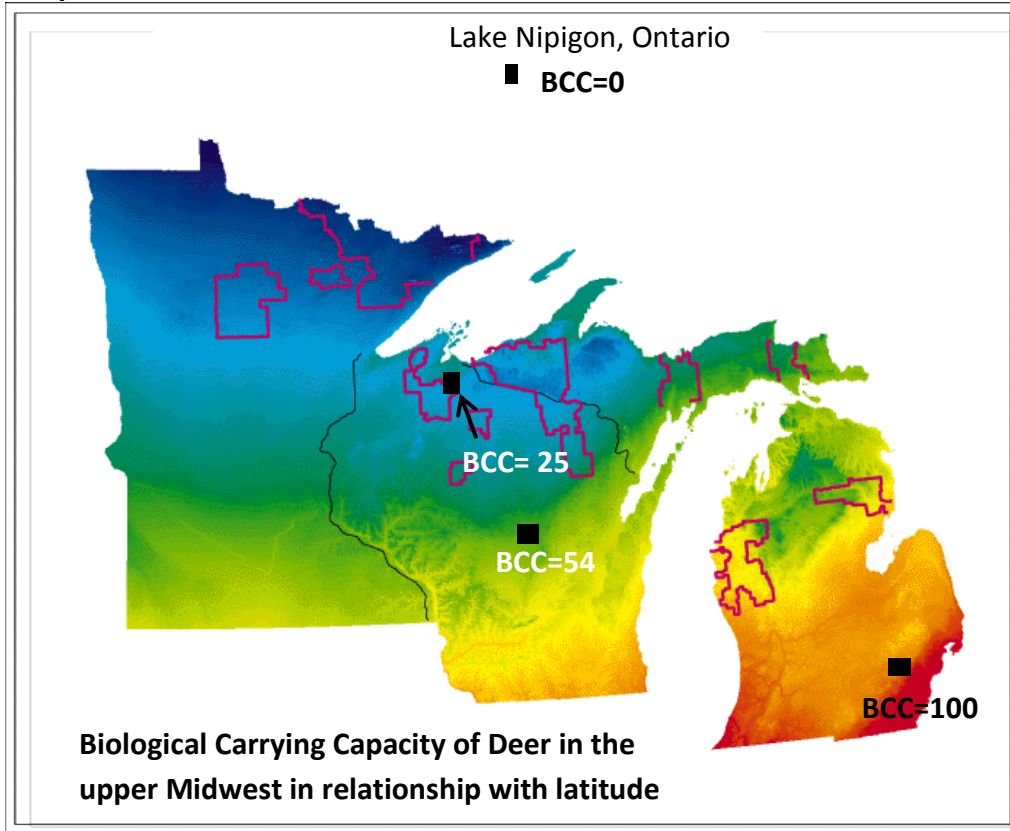 Lake Nipigon, Ontario
BCC=0
BCC= 25
BCC=54
BCC=100
Biological Carrying Capacity of Deer in the
upper Midwest in relationship with latitude